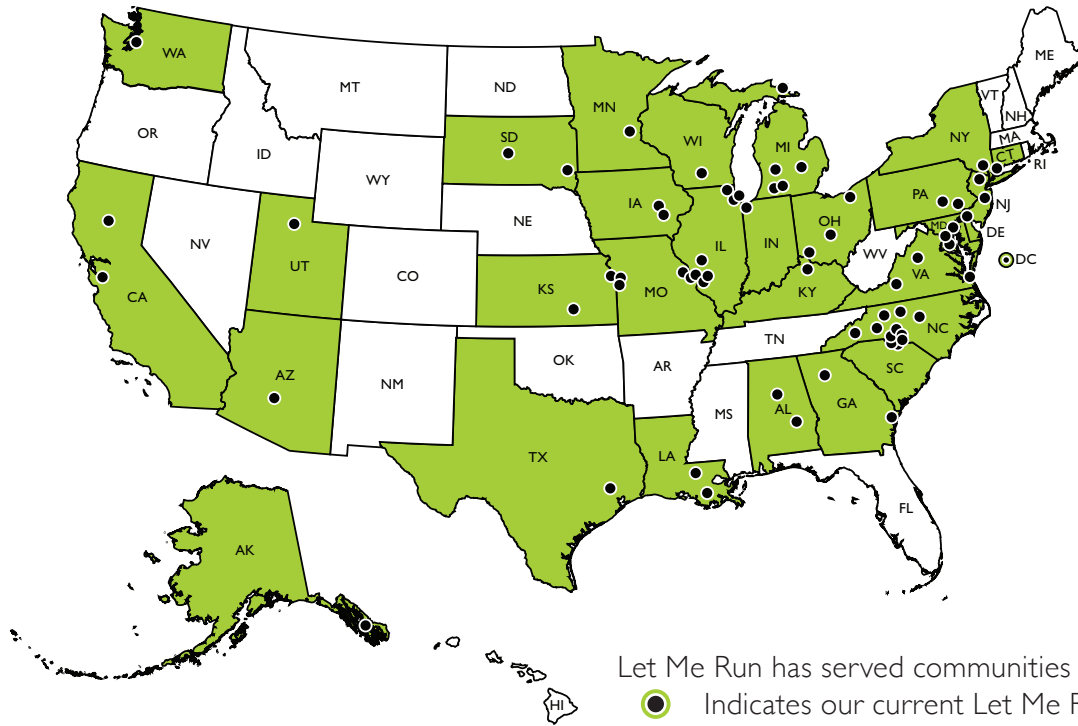 WA
MT
ND
MN
OR
ID
SD
WI
MI
NY
VT
ME
NH
MA
CT
RI
WY
IA
PA
NJ
NE
NV
UT
CO
IL
IN
OH
MD
DE
DC
WV
VA
CA
KS
MO
KY
NC
TN
AZ
NM
OK
AR
SC
MS
AL
GA
TX
LA
FL
AK
HI
Let Me Run has served communities
Indicates our current Let Me